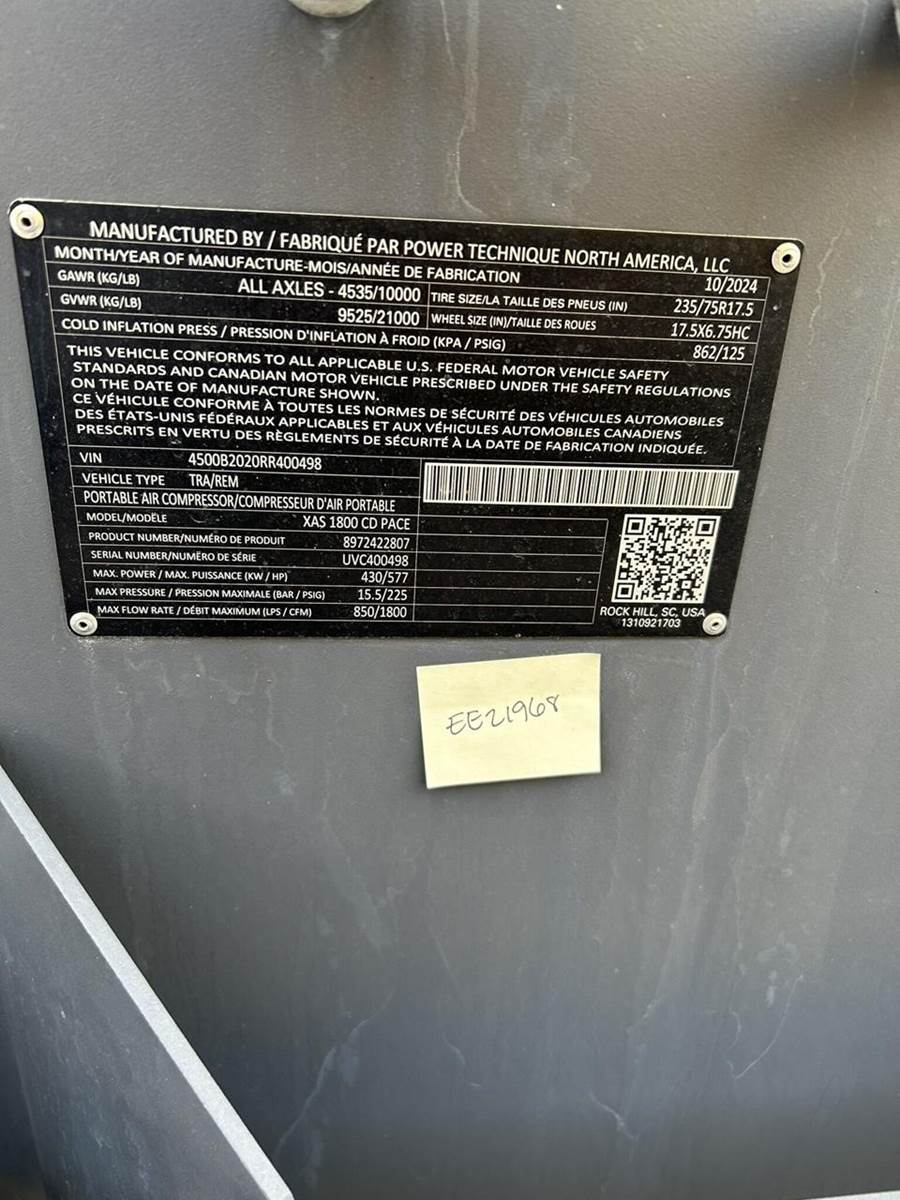 MANUFACTURED BY / FABRIQUÉ PAR POWER TECHNIQUE NORTH AMERICA, LLC
MONTH/YEAR OF MANUFACTURE-MOIS/ANNÉE DE FABRICATION 10/2024
GAWR (KG/LB) ALL AXLES - 4535/10000 TIRE SIZE/LA TAILLE DES PNEUS (IN) 235/75R17.5
GVWR (KG/LB) 9525/21000 WHEEL SIZE (IN)/TAILLE DES ROUES 17.5X6.75HC
COLD INFLATION PRESS / PRESSION D'INFLATION À FROID (KPA / PSIG) 862/125
THIS VEHICLE CONFORMS TO ALL APPLICABLE U.S. FEDERAL MOTOR VEHICLE SAFETY
STANDARDS AND CANADIAN MOTOR VEHICLE PRESCRIBED UNDER THE SAFETY REGULATIONS
ON THE DATE OF MANUFACTURE SHOWN.
CE VÉHICULE CONFORME À TOUTES LES NORMES DE SÉCURITÉ DES VÉHICULES AUTOMOBILES
DES ÉTATS-UNIS FÉDÉRAUX APPLICABLES ET AUX VÉHICULES AUTOMOBILES CANADIENS
PRESCRITS EN VERTU DES RÈGLEMENTS DE SÉCURITÉ À LA DATE DE FABRICATION INDIQUÉE.
VIN 4500B2020RR400498
VEHICLE TYPE TRA/REM
PORTABLE AIR COMPRESSOR/COMPRESSEUR D'AIR PORTABLE
MODEL/MODÈLE XAS 1800 CD PACE
PRODUCT NUMBER/NUMÉRO DE PRODUIT 8972422807
SERIAL NUMBER/NUMÉRO DE SÉRIE UVC400498
MAX. POWER / MAX. PUISSANCE (KW / HP) 430/577
MAX PRESSURE / PRESSION MAXIMALE (BAR / PSIG) 15.5/225
MAX FLOW RATE / DÉBIT MAXIMUM (LPS / CFM) 850/1800
ROCK HILL, SC, USA
1310921703
EE21968